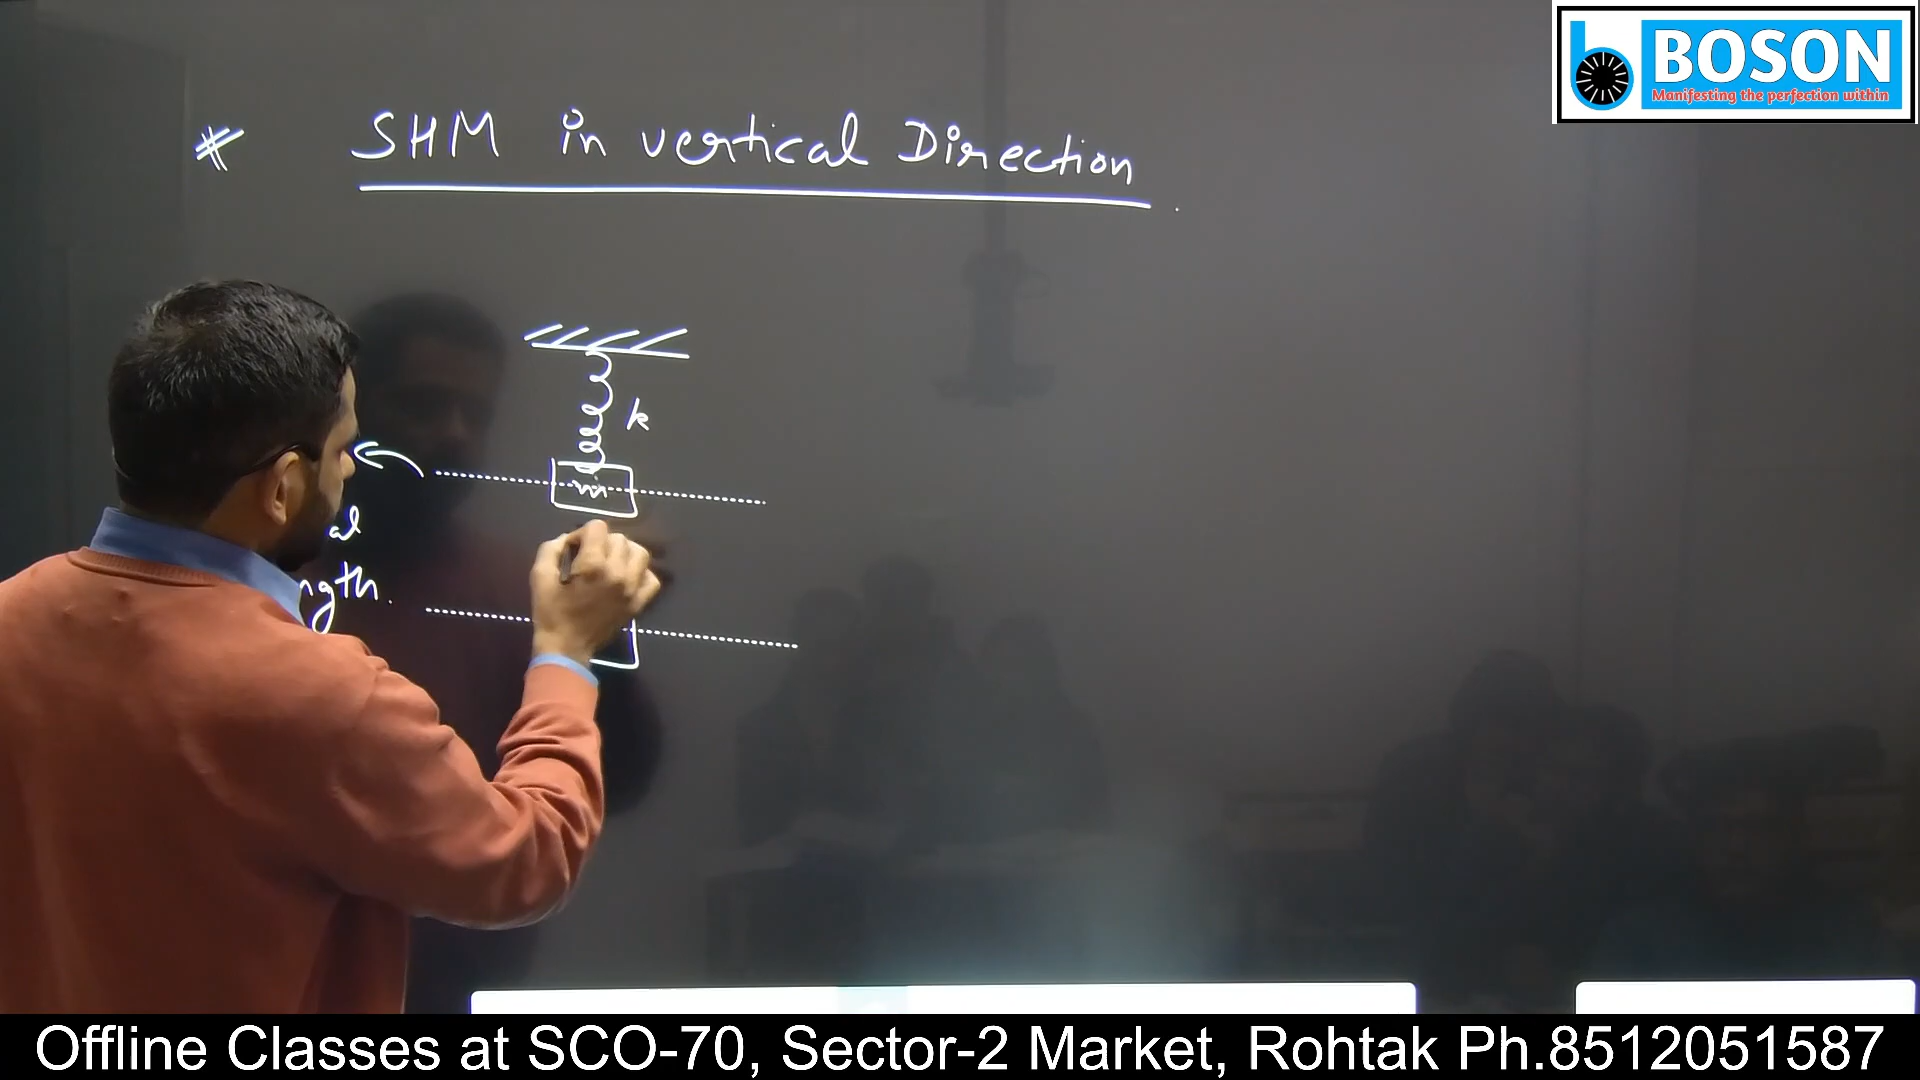 BOSON
Manifesting the perfection within
* SHM in vertical Direction
k
m
Offline Classes at SCO-70, Sector-2 Market, Rohtak Ph.8512051587